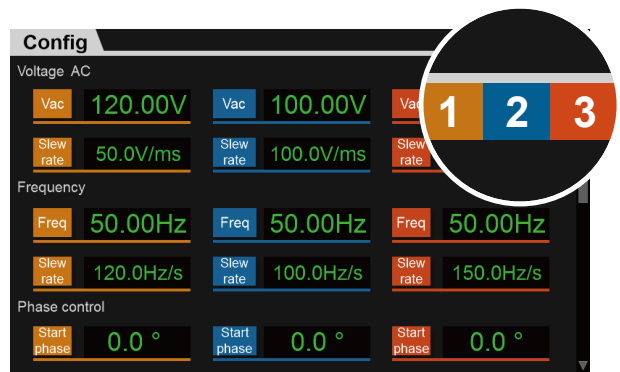 Config
1 2 3
Voltage AC
Vac 120.00V Vac 100.00V
Slew rate 50.0V/ms Slew rate 100.0V/ms Slew rate
Frequency
Freq 50.00Hz Freq 50.00Hz Freq 50.00Hz
Slew rate 120.0Hz/s Slew rate 100.0Hz/s Slew rate 150.0Hz/s
Phase control
Start phase 0.0 ° Start phase 0.0 ° Start phase 0.0 °